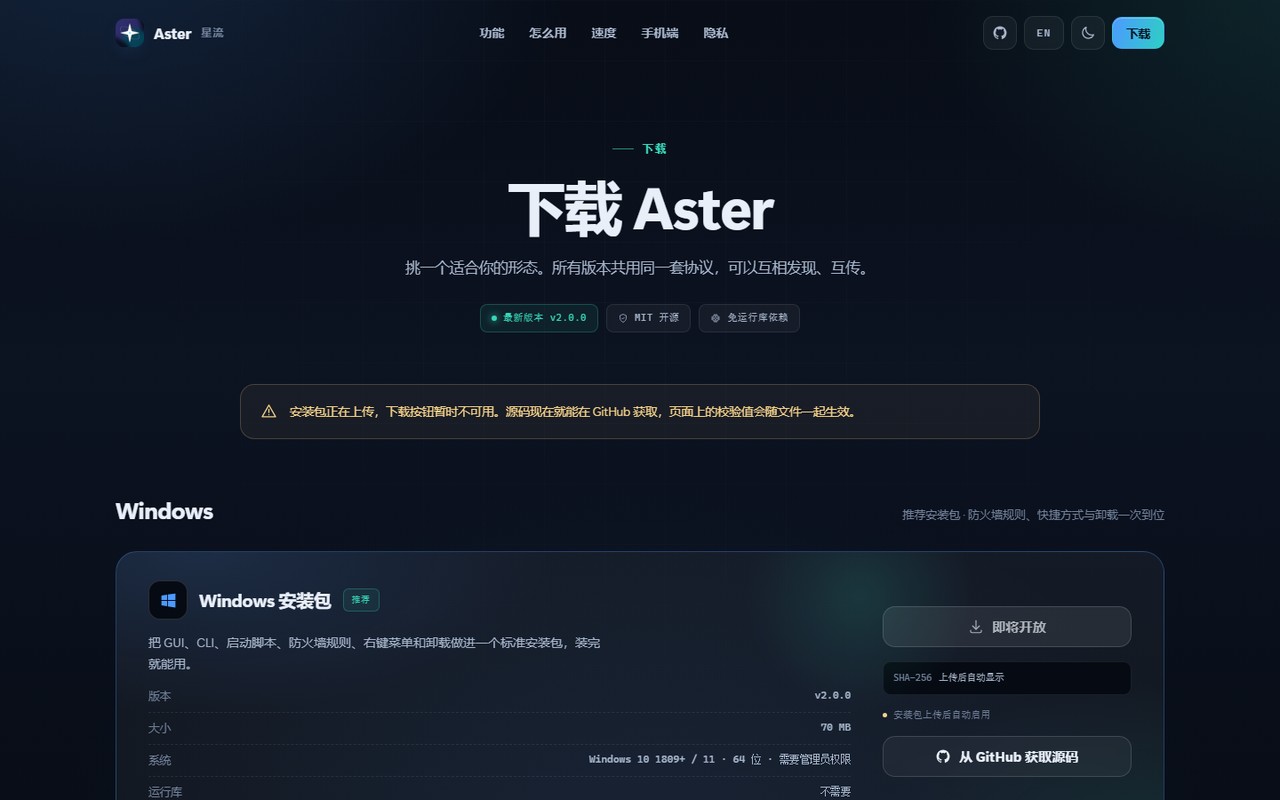 Aster 星流
功能 怎么用 速度 手机端 隐私
EN
下载
下载
下载 Aster
挑一个适合你的形态。所有版本共用同一套协议，可以互相发现、互传。
最新版本 v2.0.0
MIT 开源
免运行库依赖
安装包正在上传，下载按钮暂时不可用。源码现在就能在 GitHub 获取，页面上的校验值会随文件一起生效。
Windows
推荐安装包 · 防火墙规则、快捷方式与卸载一次到位
Windows 安装包 推荐
把 GUI、CLI、启动脚本、防火墙规则、右键菜单和卸载做进一个标准安装包，装完
就能用。
版本 v2.0.0
大小 70 MB
系统 Windows 10 1809+ / 11 · 64 位 · 需要管理员权限
运行库 不需要
即将开放
SHA-256 上传后自动显示
安装包上传后自动启用
从 GitHub 获取源码